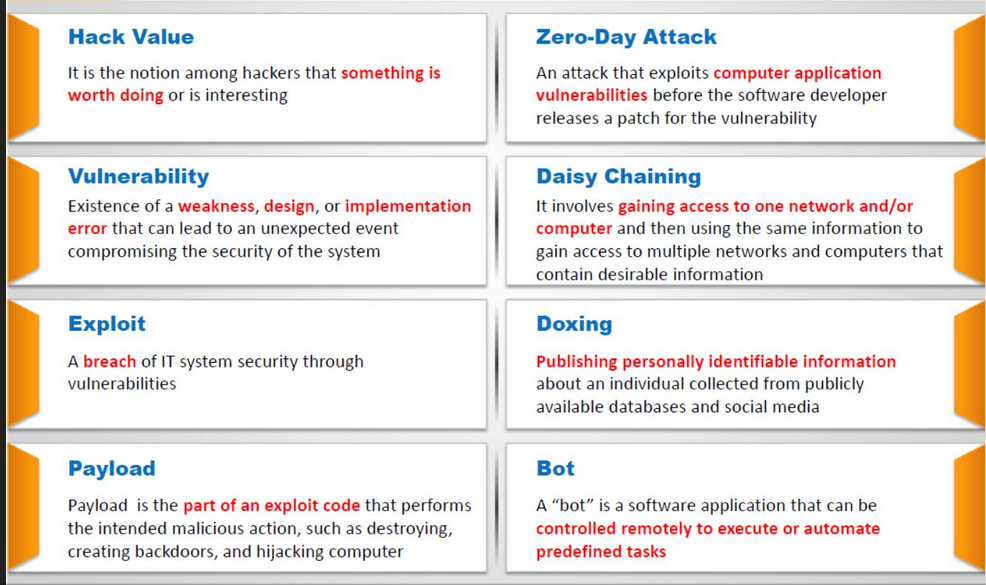 Hack Value
It is the notion among hackers that something is
worth doing or is interesting
Zero-Day Attack
An attack that exploits computer application
vulnerabilities before the software developer
releases a patch for the vulnerability
Vulnerability
Existence of a weakness, design, or implementation
error that can lead to an unexpected event
compromising the security of the system
Daisy Chaining
It involves gaining access to one network and/or
computer and then using the same information to
gain access to multiple networks and computers that
contain desirable information
Exploit
A breach of IT system security through
vulnerabilities
Doxing
Publishing personally identifiable information
about an individual collected from publicly
available databases and social media
Payload
Payload is the part of an exploit code that performs
the intended malicious action, such as destroying,
creating backdoors, and hijacking computer
Bot
A “bot” is a software application that can be
controlled remotely to execute or automate
predefined tasks